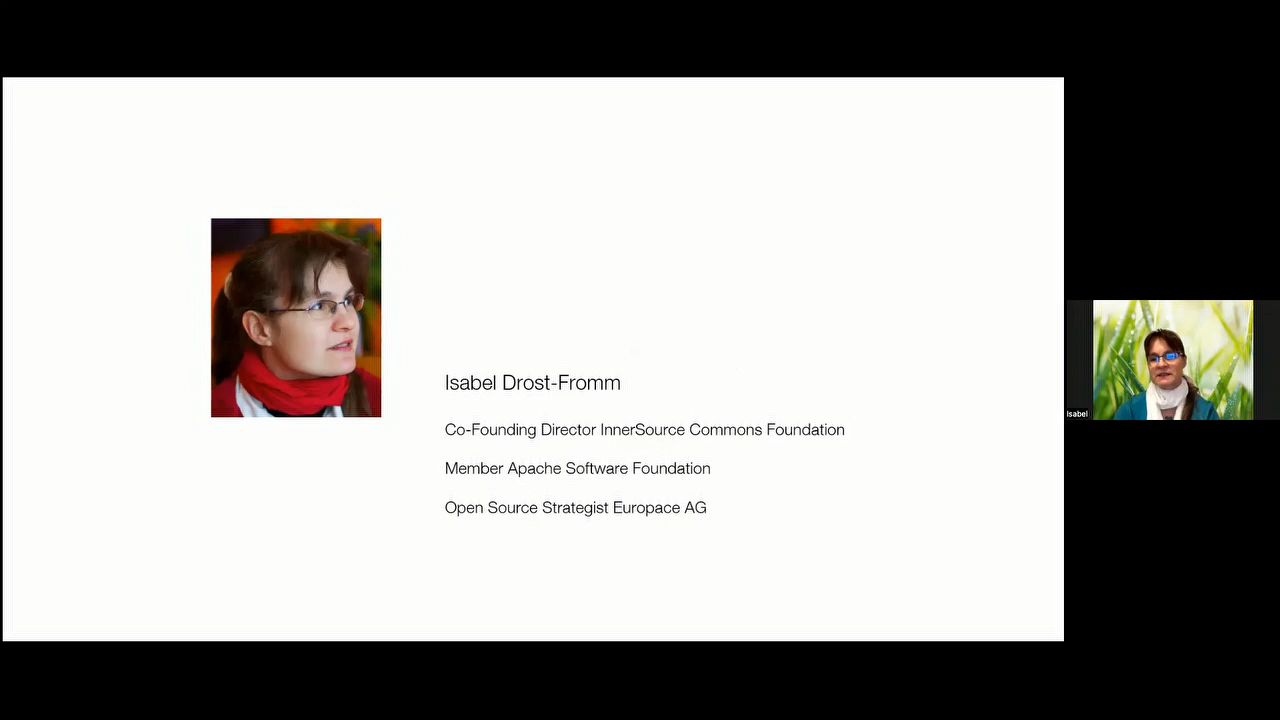 Isabel Drost-Fromm
Co-Founding Director InnerSource Commons Foundation
Member Apache Software Foundation
Open Source Strategist Europace AG
Isabel